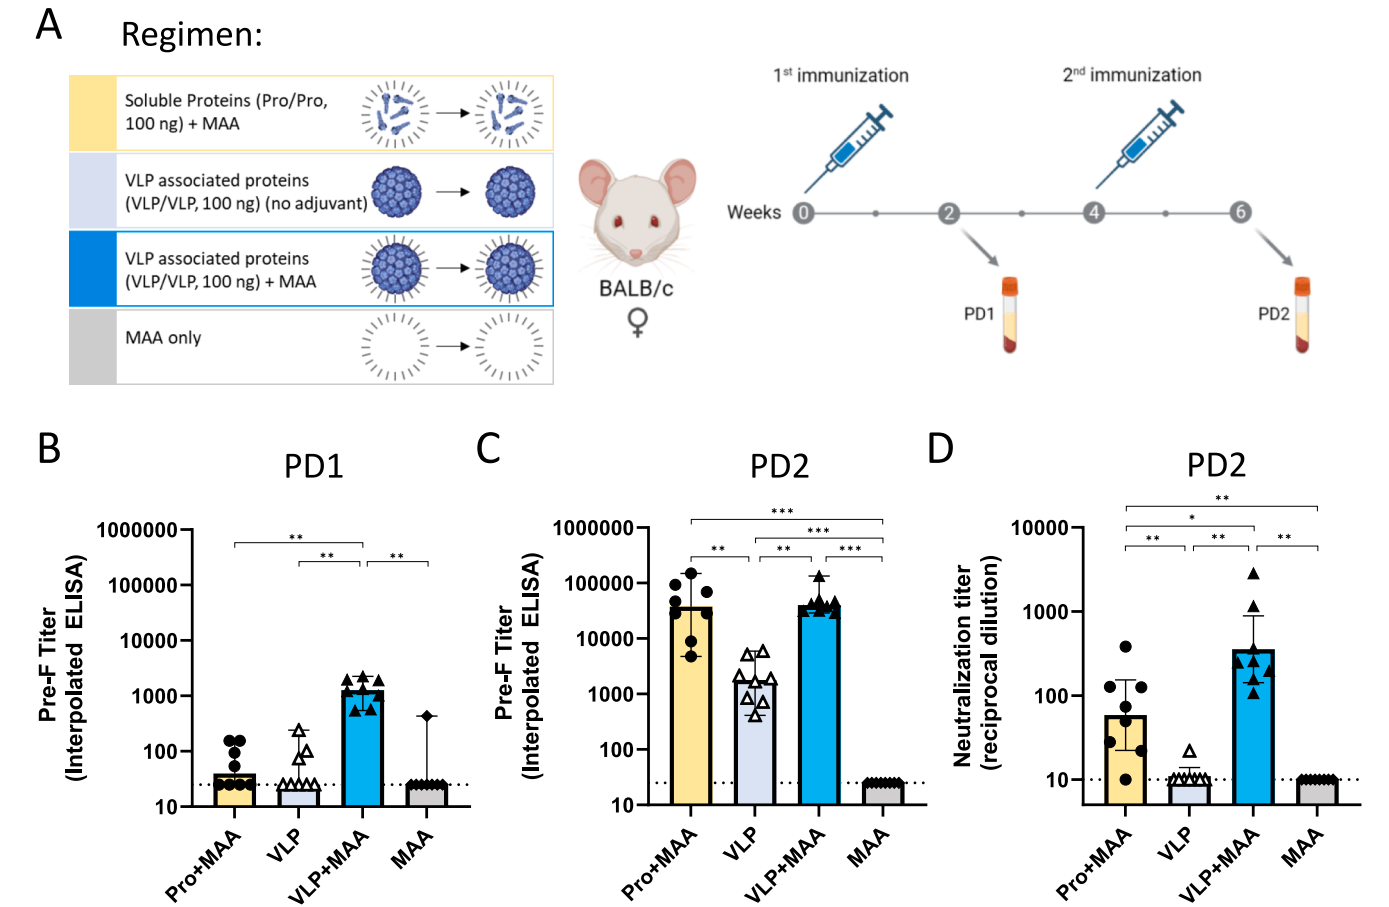 A
Regimen:
Soluble Proteins (Pro/Pro,
100 ng) + MAA
VLP associated proteins
(VLP/VLP, 100 ng) (no adjuvant)
VLP associated proteins
(VLP/VLP, 100 ng) + MAA
MAA only
BALB/c
♀
1st immunization
2nd immunization
Weeks 0 2 4 6
PD1
PD2
B
PD1
Pre-F Titer
(Interpolated ELISA)
1000000
100000
10000
1000
100
10
**
** **
Pro+MAA
VLP
VLP+MAA
MAA
C
PD2
Pre-F Titer
(Interpolated ELISA)
1000000
100000
10000
1000
100
10
***
***
** ** ***
Pro+MAA
VLP
VLP+MAA
MAA
D
PD2
Neutralization titer
(reciprocal dilution)
10000
1000
100
10
**
*
** ** **
Pro+MAA
VLP
VLP+MAA
MAA